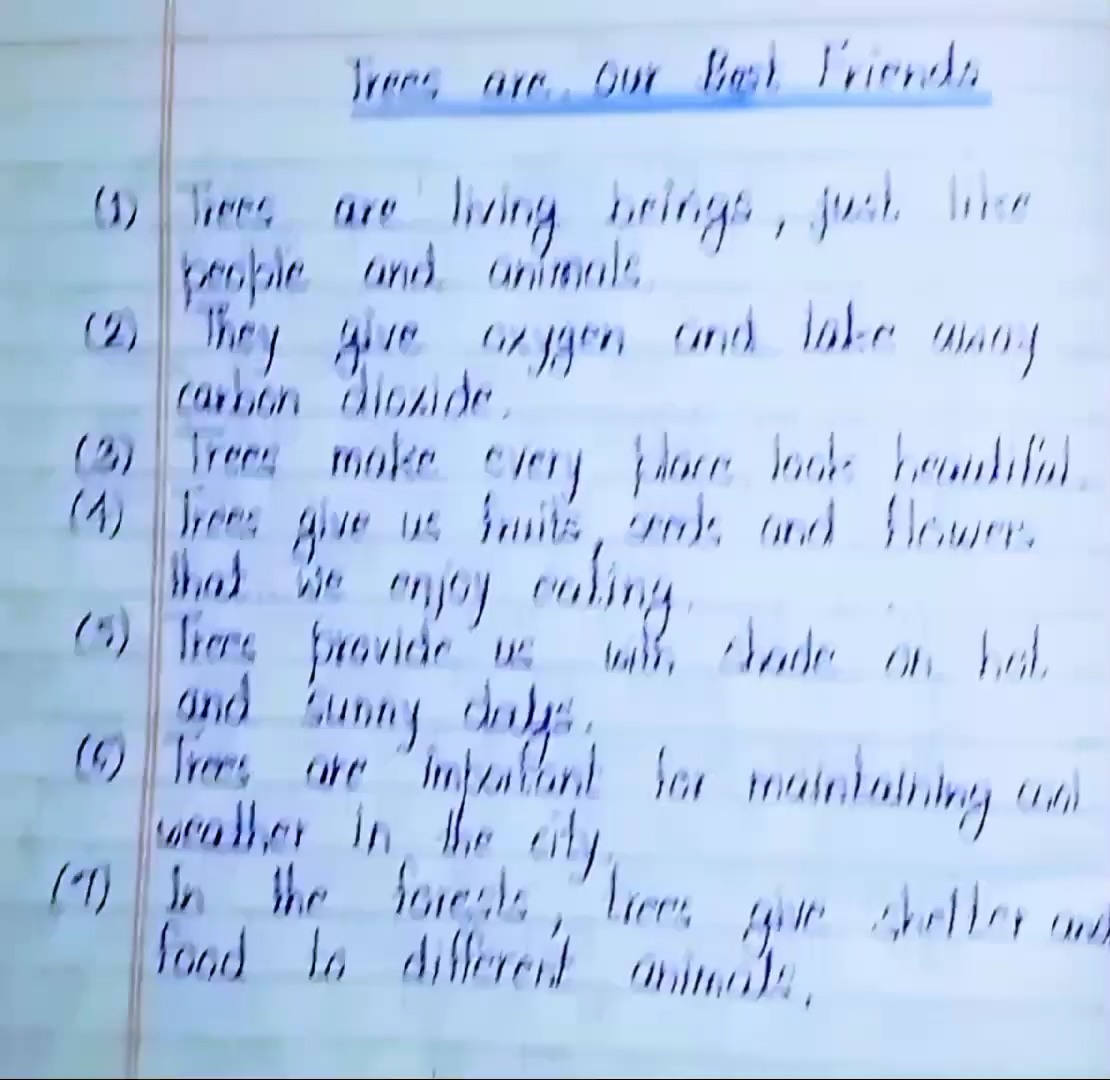 Trees are Our Best Friends
(1) Trees are living beings, just like
people and animals.
(2) They give oxygen and take away
carbon dioxide.
(3) Trees make every place look beautiful.
(4) Trees give us fruits, seeds and flowers
that we enjoy eating.
(5) Trees provide us with shade on hot
and sunny days.
(6) Trees are important for maintaining cool
weather in the city.
(7) In the forests, trees give shelter and
food to different animals.